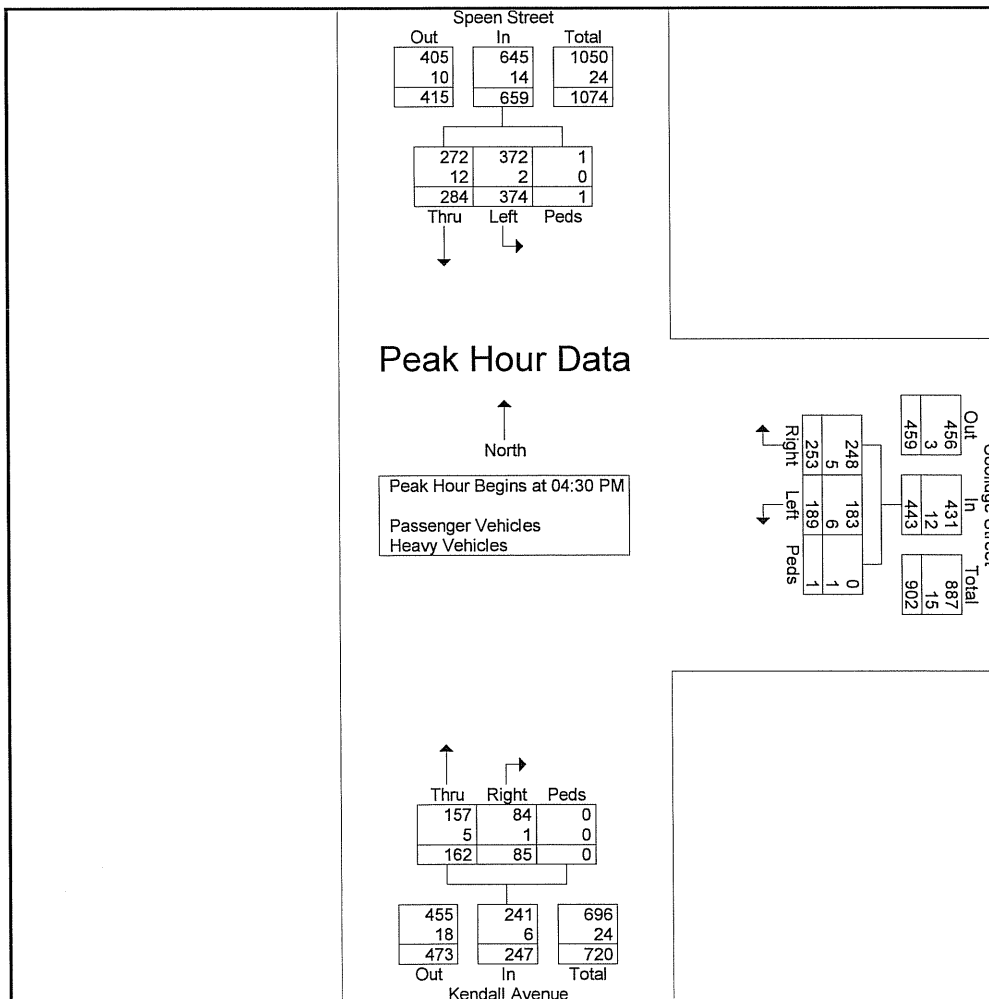 Speen Street
Out In Total
405 645 1050
10 14 24
415 659 1074
272 372 1
12 2 0
284 374 1
Thru Left Peds
Peak Hour Data
North
Peak Hour Begins at 04:30 PM
Passenger Vehicles
Heavy Vehicles
Street
Out In Total
456 431 887
3 12 15
459 443 902
248 183 0
5 6 1
253 189 1
Right Left Peds
Thru Right Peds
157 84 0
5 1 0
162 85 0
455 241 696
18 6 24
473 247 720
Out In Total
Kendall Avenue